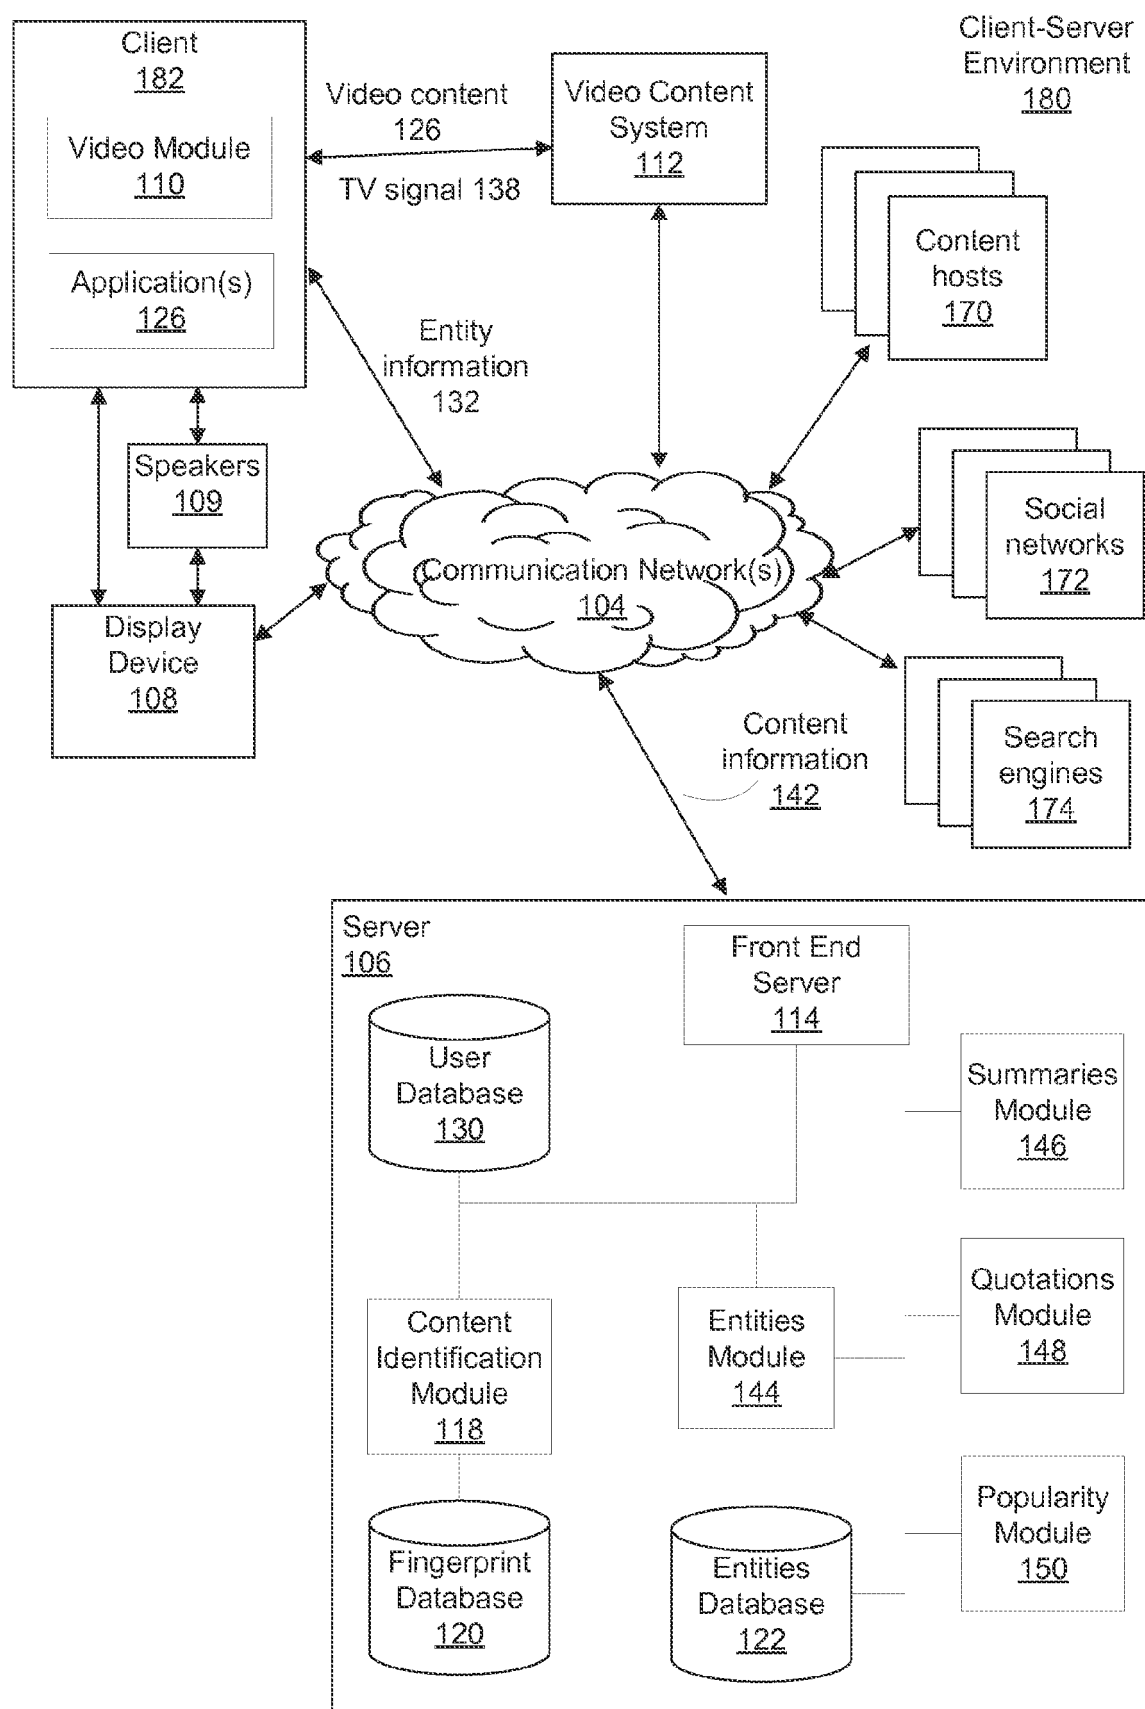 Client
182
Video Module
110
Application(s)
126
Video content
126
TV signal 138
Video Content
System
112
Client-Server
Environment
180
Content
hosts
170
Entity
information
132
Speakers
109
Social
networks
172
Communication Network(s)
104
Display
Device
108
Search
engines
174
Content
information
142
Server
106
Front End
Server
114
User
Database
130
Summaries
Module
146
Content
Identification
Module
118
Entities
Module
144
Quotations
Module
148
Fingerprint
Database
120
Entities
Database
122
Popularity
Module
150